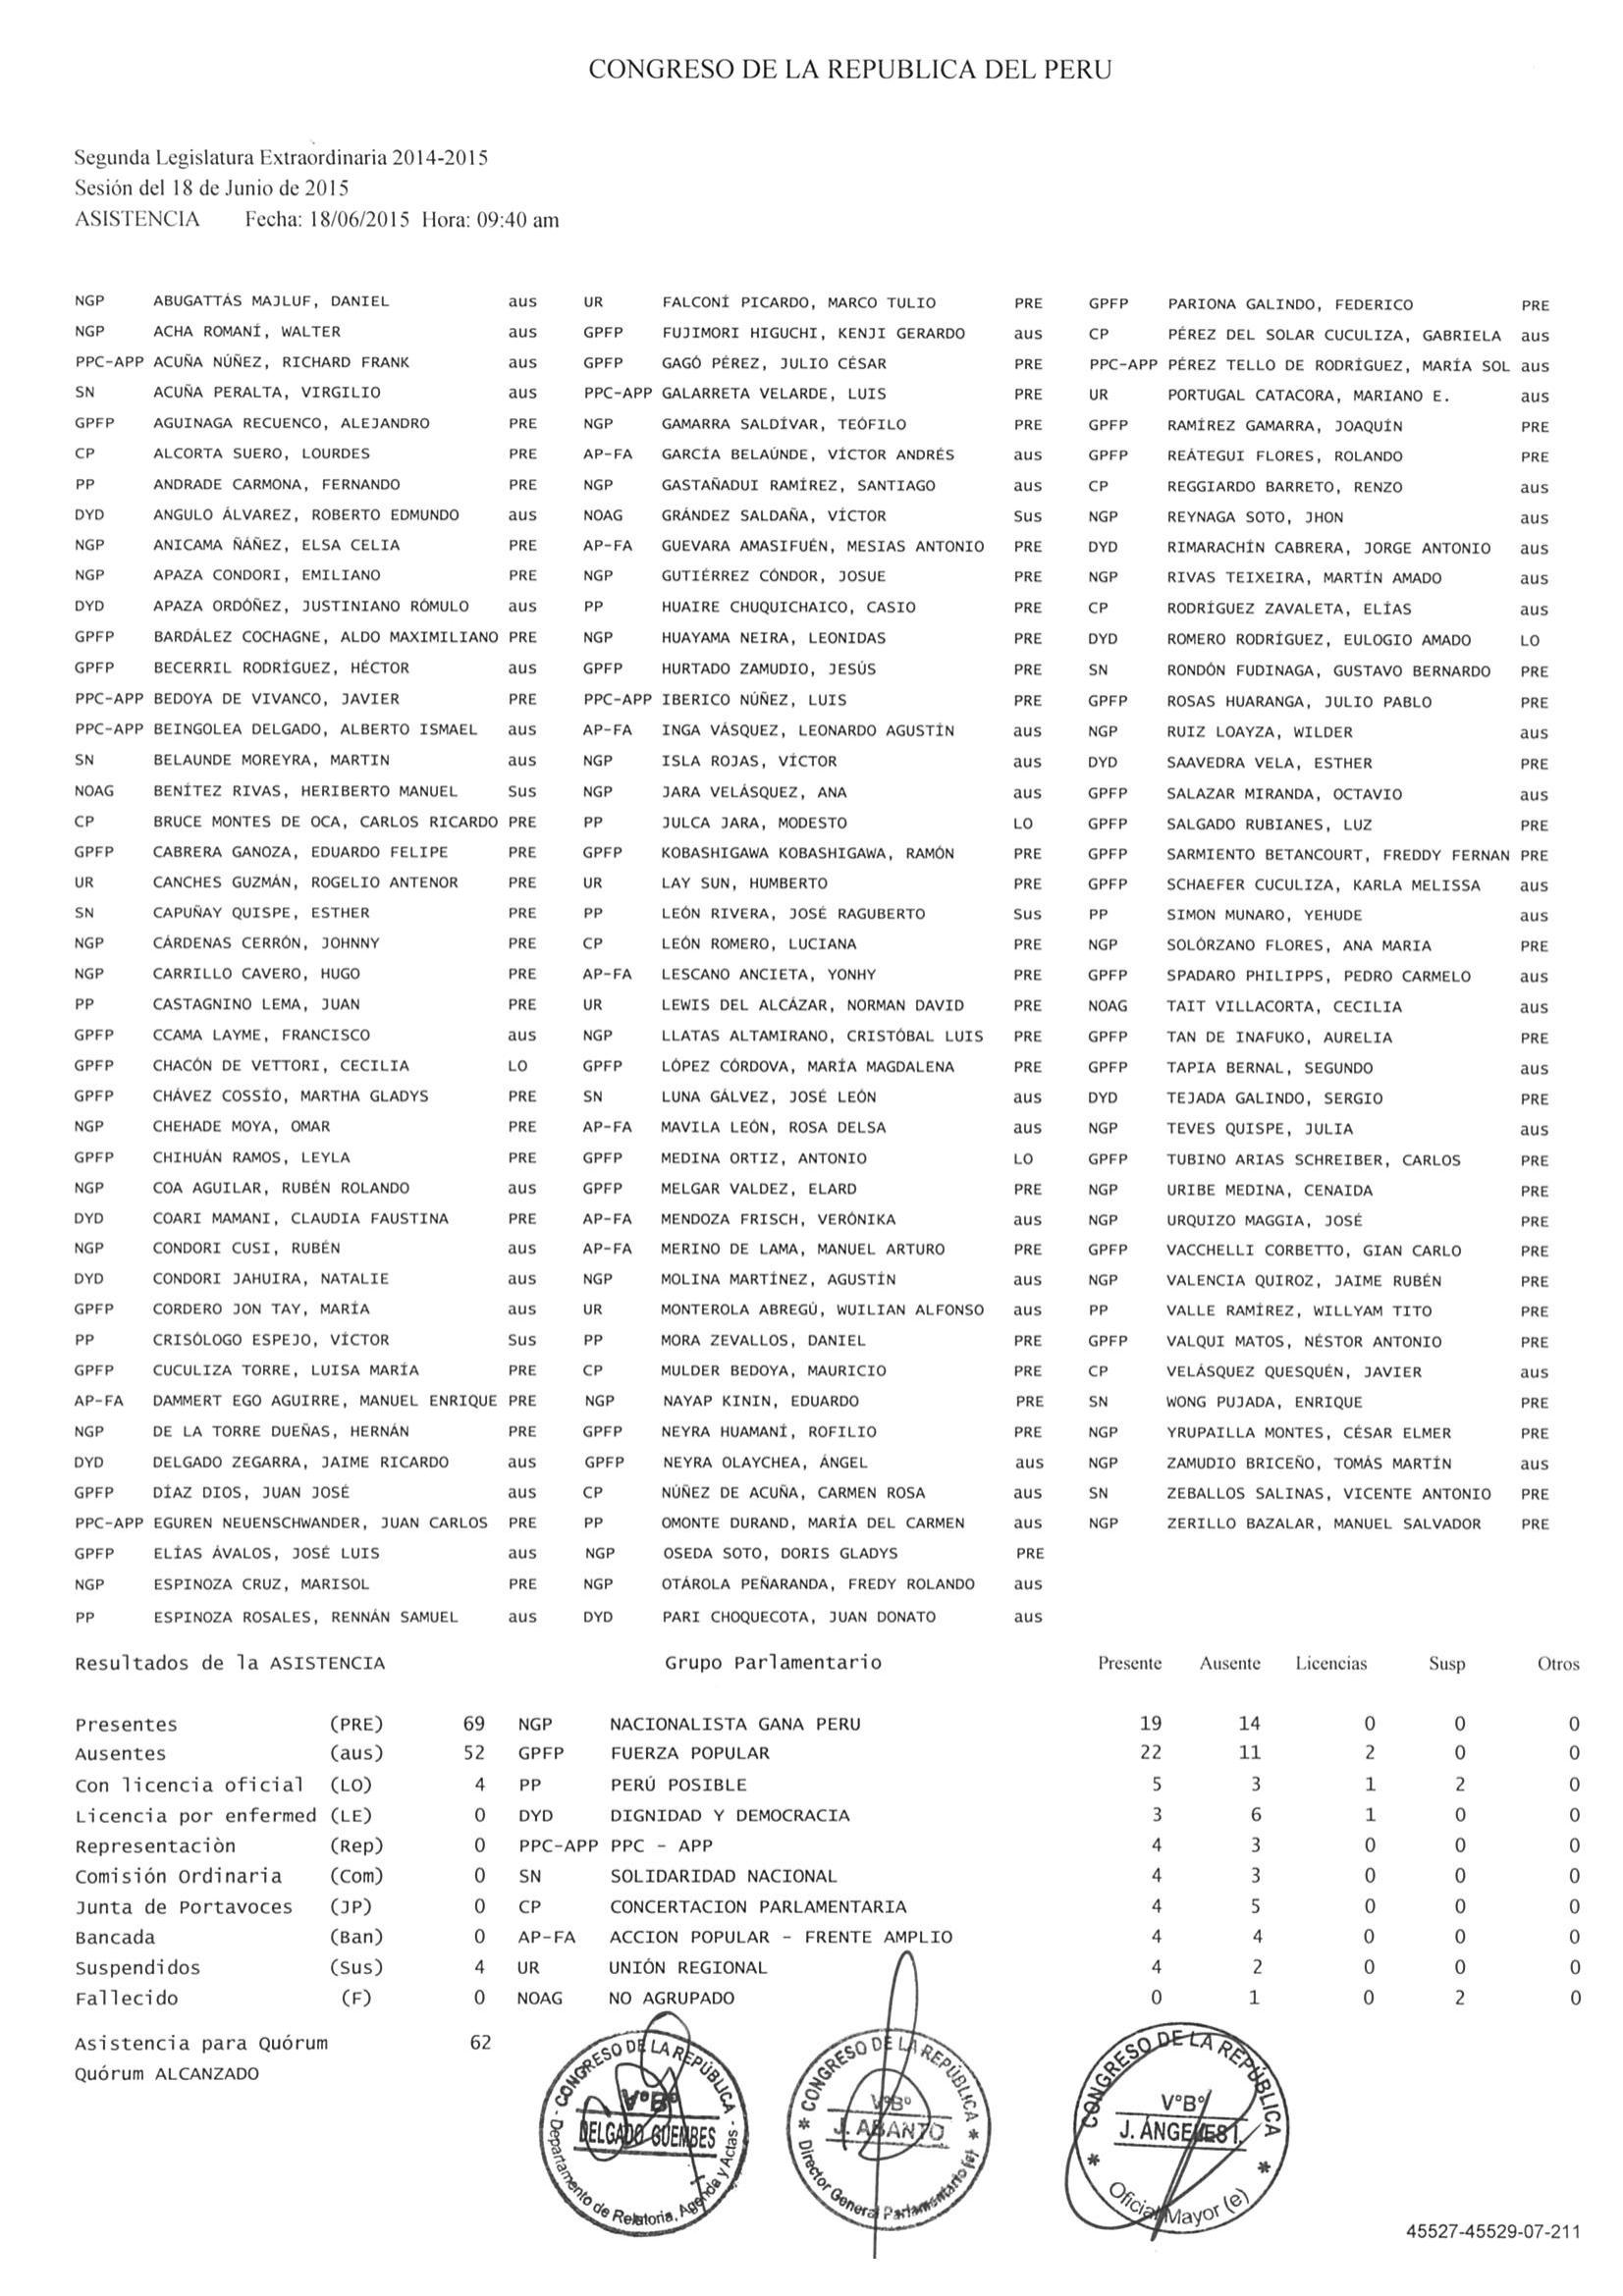 CONGRESO DE LA REPUBLICA DEL PERU
Segunda Legislatura Extraordinaria 2014-2015
Sesión del 18 de Junio de 2015
ASISTENCIA Fecha: 18/06/2015 Hora: 09:40 am
NGP ABUGATTÁS MAJLUF, DANIEL aus UR FALCONÍ PICARDO, MARCO TULIO PRE GPFP PARIONA GALINDO, FEDERICO PRE
NGP ACHA ROMANÍ, WALTER aus GPFP FUJIMORI HIGUCHI, KENJI GERARDO aus CP PÉREZ DEL SOLAR CUCULIZA, GABRIELA aus
PPC-APP ACUÑA NÚÑEZ, RICHARD FRANK aus GPFP GAGÓ PÉREZ, JULIO CÉSAR PRE PPC-APP PÉREZ TELLO DE RODRÍGUEZ, MARÍA SOL aus
SN ACUÑA PERALTA, VIRGILIO aus PPC-APP GALARRETA VELARDE, LUIS PRE UR PORTUGAL CATACORA, MARIANO E. aus
GPFP AGUINAGA RECUENCO, ALEJANDRO PRE NGP GAMARRA SALDÍVAR, TEÓFILO PRE GPFP RAMÍREZ GAMARRA, JOAQUÍN PRE
CP ALCORTA SUERO, LOURDES PRE AP-FA GARCÍA BELAÚNDE, VÍCTOR ANDRÉS aus GPFP REÁTEGUI FLORES, ROLANDO PRE
PP ANDRADE CARMONA, FERNANDO PRE NGP GASTAÑADUI RAMÍREZ, SANTIAGO aus CP REGGIARDO BARRETO, RENZO aus
DYD ANGULO ÁLVAREZ, ROBERTO EDMUNDO aus NOAG GRÁNDEZ SALDAÑA, VÍCTOR Sus NGP REYNAGA SOTO, JHON aus
NGP ANICAMA ÑÁÑEZ, ELSA CELIA PRE AP-FA GUEVARA AMASIFUÉN, MESIAS ANTONIO PRE DYD RIMARACHÍN CABRERA, JORGE ANTONIO aus
NGP APAZA CONDORI, EMILIANO PRE NGP GUTIÉRREZ CÓNDOR, JOSUE PRE NGP RIVAS TEIXEIRA, MARTÍN AMADO aus
DYD APAZA ORDÓÑEZ, JUSTINIANO RÓMULO aus PP HUAIRE CHUQUICHAICO, CASIO PRE CP RODRÍGUEZ ZAVALETA, ELÍAS aus
GPFP BARDÁLEZ COCHAGNE, ALDO MAXIMILIANO PRE NGP HUAYAMA NEIRA, LEONIDAS PRE DYD ROMERO RODRÍGUEZ, EULOGIO AMADO LO
GPFP BECERRIL RODRÍGUEZ, HÉCTOR aus GPFP HURTADO ZAMUDIO, JESÚS PRE SN RONDÓN FUDINAGA, GUSTAVO BERNARDO PRE
PPC-APP BEDOYA DE VIVANCO, JAVIER PRE PPC-APP IBERICO NÚÑEZ, LUIS PRE GPFP ROSAS HUARANGA, JULIO PABLO PRE
PPC-APP BEINGOLEA DELGADO, ALBERTO ISMAEL aus AP-FA INGA VÁSQUEZ, LEONARDO AGUSTÍN aus NGP RUIZ LOAYZA, WILDER aus
SN BELAUNDE MOREYRA, MARTIN aus NGP ISLA ROJAS, VÍCTOR aus DYD SAAVEDRA VELA, ESTHER PRE
NOAG BENÍTEZ RIVAS, HERIBERTO MANUEL Sus NGP JARA VELÁSQUEZ, ANA aus GPFP SALAZAR MIRANDA, OCTAVIO aus
CP BRUCE MONTES DE OCA, CARLOS RICARDO PRE PP JULCA JARA, MODESTO LO GPFP SALGADO RUBIANES, LUZ PRE
GPFP CABRERA GANOZA, EDUARDO FELIPE PRE GPFP KOBASHIGAWA KOBASHIGAWA, RAMÓN PRE GPFP SARMIENTO BETANCOURT, FREDDY FERNAN PRE
UR CANCHES GUZMÁN, ROGELIO ANTENOR PRE UR LAY SUN, HUMBERTO PRE GPFP SCHAEFER CUCULIZA, KARLA MELISSA aus
SN CAPUÑAY QUISPE, ESTHER PRE PP LEÓN RIVERA, JOSÉ RAGUBERTO Sus PP SIMON MUNARO, YEHUDE aus
NGP CÁRDENAS CERRÓN, JOHNNY PRE CP LEÓN ROMERO, LUCIANA PRE NGP SOLÓRZANO FLORES, ANA MARIA PRE
NGP CARRILLO CAVERO, HUGO PRE AP-FA LESCANO ANCIETA, YONHY PRE GPFP SPADARO PHILIPPS, PEDRO CARMELO aus
PP CASTAGNINO LEMA, JUAN PRE UR LEWIS DEL ALCÁZAR, NORMAN DAVID PRE NOAG TAIT VILLACORTA, CECILIA aus
GPFP CCAMA LAYME, FRANCISCO aus NGP LLATAS ALTAMIRANO, CRISTÓBAL LUIS PRE GPFP TAN DE INAFUKO, AURELIA PRE
GPFP CHACÓN DE VETTORI, CECILIA LO GPFP LÓPEZ CÓRDOVA, MARÍA MAGDALENA PRE GPFP TAPIA BERNAL, SEGUNDO aus
GPFP CHÁVEZ COSSÍO, MARTHA GLADYS PRE SN LUNA GÁLVEZ, JOSÉ LEÓN aus DYD TEJADA GALINDO, SERGIO PRE
NGP CHEHADE MOYA, OMAR PRE AP-FA MAVILA LEÓN, ROSA DELSA aus NGP TEVES QUISPE, JULIA aus
GPFP CHIHUÁN RAMOS, LEYLA PRE GPFP MEDINA ORTIZ, ANTONIO LO GPFP TUBINO ARIAS SCHREIBER, CARLOS PRE
NGP COA AGUILAR, RUBÉN ROLANDO aus GPFP MELGAR VALDEZ, ELARD PRE NGP URIBE MEDINA, CENAIDA PRE
DYD COARI MAMANI, CLAUDIA FAUSTINA PRE AP-FA MENDOZA FRISCH, VERÓNIKA aus NGP URQUIZO MAGGIA, JOSÉ PRE
NGP CONDORI CUSI, RUBÉN aus AP-FA MERINO DE LAMA, MANUEL ARTURO PRE GPFP VACCHELLI CORBETTO, GIAN CARLO PRE
DYD CONDORI JAHUIRA, NATALIE aus NGP MOLINA MARTÍNEZ, AGUSTÍN aus NGP VALENCIA QUIROZ, JAIME RUBÉN PRE
GPFP CORDERO JON TAY, MARÍA aus UR MONTEROLA ABREGÚ, WUILIAN ALFONSO aus PP VALLE RAMÍREZ, WILLYAM TITO PRE
PP CRISÓLOGO ESPEJO, VÍCTOR Sus PP MORA ZEVALLOS, DANIEL PRE GPFP VALQUI MATOS, NÉSTOR ANTONIO PRE
GPFP CUCULIZA TORRE, LUISA MARÍA PRE CP MULDER BEDOYA, MAURICIO PRE CP VELÁSQUEZ QUESQUÉN, JAVIER aus
AP-FA DAMMERT EGO AGUIRRE, MANUEL ENRIQUE PRE NGP NAYAP KININ, EDUARDO PRE SN WONG PUJADA, ENRIQUE PRE
NGP DE LA TORRE DUEÑAS, HERNÁN PRE GPFP NEYRA HUAMANÍ, ROFILIO PRE NGP YRUPAILLA MONTES, CÉSAR ELMER PRE
DYD DELGADO ZEGARRA, JAIME RICARDO aus GPFP NEYRA OLAYCHEA, ÁNGEL aus NGP ZAMUDIO BRICEÑO, TOMÁS MARTÍN aus
GPFP DÍAZ DIOS, JUAN JOSÉ aus CP NÚÑEZ DE ACUÑA, CARMEN ROSA aus SN ZEBALLOS SALINAS, VICENTE ANTONIO PRE
PPC-APP EGUREN NEUENSCHWANDER, JUAN CARLOS PRE PP OMONTE DURAND, MARÍA DEL CARMEN aus NGP ZERILLO BAZALAR, MANUEL SALVADOR PRE
GPFP ELÍAS ÁVALOS, JOSÉ LUIS aus NGP OSEDA SOTO, DORIS GLADYS PRE
NGP ESPINOZA CRUZ, MARISOL PRE NGP OTÁROLA PEÑARANDA, FREDY ROLANDO aus
PP ESPINOZA ROSALES, RENNÁN SAMUEL aus DYD PARI CHOQUECOTA, JUAN DONATO aus
Resultados de la ASISTENCIA Grupo Parlamentario Presente Ausente Licencias Susp Otros
Presentes (PRE) 69 NGP NACIONALISTA GANA PERU 19 14 0 0 0
Ausentes (aus) 52 GPFP FUERZA POPULAR 22 11 2 0 0
Con licencia oficial (LO) 4 PP PERÚ POSIBLE 5 3 1 2 0
Licencia por enfermed (LE) 0 DYD DIGNIDAD Y DEMOCRACIA 3 6 1 0 0
Representaciòn (Rep) 0 PPC-APP PPC - APP 4 3 0 0 0
Comisión Ordinaria (Com) 0 SN SOLIDARIDAD NACIONAL 4 3 0 0 0
Junta de Portavoces (JP) 0 CP CONCERTACION PARLAMENTARIA 4 5 0 0 0
Bancada (Ban) 0 AP-FA ACCION POPULAR - FRENTE AMPLIO 4 4 0 0 0
Suspendidos (Sus) 4 UR UNIÓN REGIONAL 4 2 0 0 0
Fallecido (F) 0 NOAG NO AGRUPADO 0 1 0 2 0
Asistencia para Quórum 62
Quórum ALCANZADO
CONGRESO DE LA REPÚBLICA
V°B°
DELGADO GUEMBES
Departamento de Relatoria, Agenda y Actas
CONGRESO DE LA REPÚBLICA
V°B°
J. ABANTO
Director General Parlamentario (e)
CONGRESO DE LA REPÚBLICA
V°B°
Oficial Mayor (e)
45527-45529-07-211